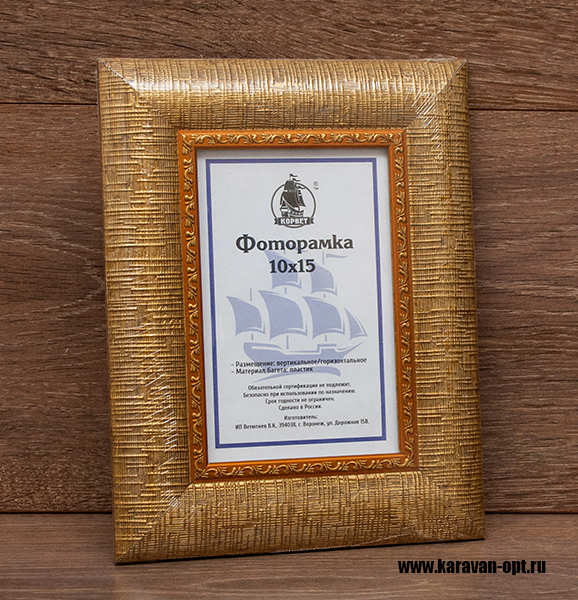 КОРВЕТ
®
Фоторамка
10х15
- Размещение: вертикальное/горизонтальное
- Материал багета: пластик
Обязательной сертификации не подлежит.
Безопасно при использовании по назначению.
Срок годности не ограничен.
Сделано в России.
Изготовитель:
ИП Ветютнев В.Н., 394038, г. Воронеж, ул. Дорожная 15В.
www.karavan-opt.ru